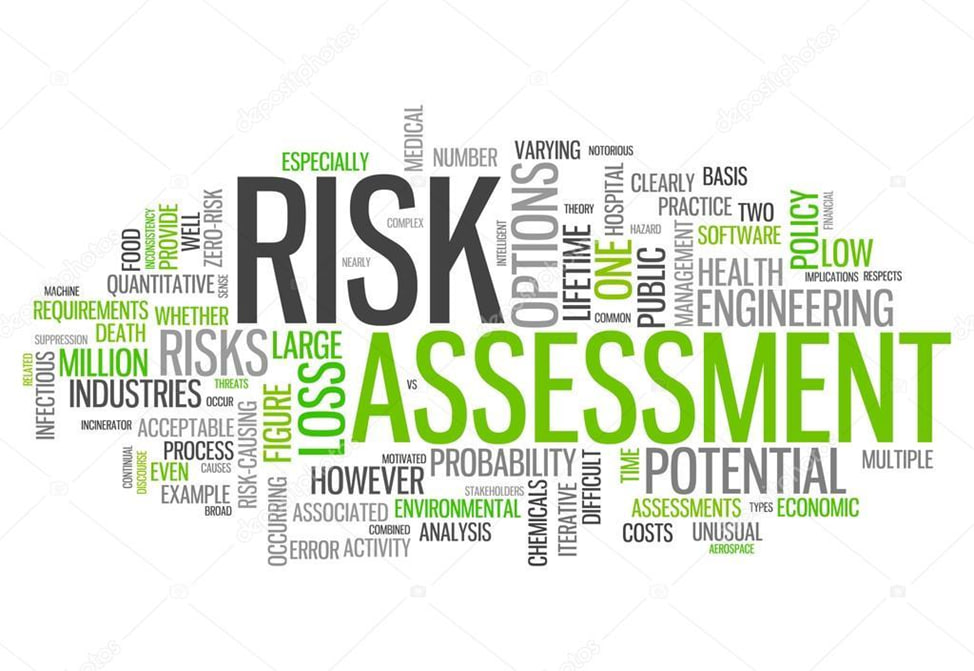 MEDICAL
ESPECIALLY
NUMBER
VARYING
NOTORIOUS
RISK
COMPLEX
NEARLY
INTELLIGENT
OPTIONS
THEORY
HOSPITAL
CLEARLY
BASIS
PRACTICE
TWO
HAZARD
SOFTWARE
POLICY
FINANCIAL
LOW
IMPLICATIONS
RESPECTS
LIFETIME
ONE
COMMON
PUBLIC
MANAGEMENT
HEALTH
ENGINEERING
FOOD
INCONSISTENCY
PROVIDE
WELL
ZERO-RISK
QUANTITATIVE
SENSE
MACHINE
REQUIREMENTS
WHETHER
DEATH
SUPPRESSION
RISKS
LARGE
RELATED
INFECTIOUS
MILLION
THREATS
INDUSTRIES
OCCUR
FIGURE
LOSS
ASSESSMENT
VS
INCINERATOR
ACCEPTABLE
RISK-CAUSING
PROCESS
CONTINUAL
DISCOURSE
EVEN
CAUSES
EXAMPLE
BROAD
OCCURRING
MOTIVATED
PROBABILITY
HOWEVER
STAKEHOLDERS
ASSOCIATED
ENVIRONMENTAL
COMBINED
ANALYSIS
ERROR
ACTIVITY
CHEMICALS
ITERATIVE
DIFFICULT
TIME
POTENTIAL
MULTIPLE
ASSESSMENTS
TYPES
ECONOMIC
COSTS
UNUSUAL
AEROSPACE
depositphotos
depositphotos
depositphotos